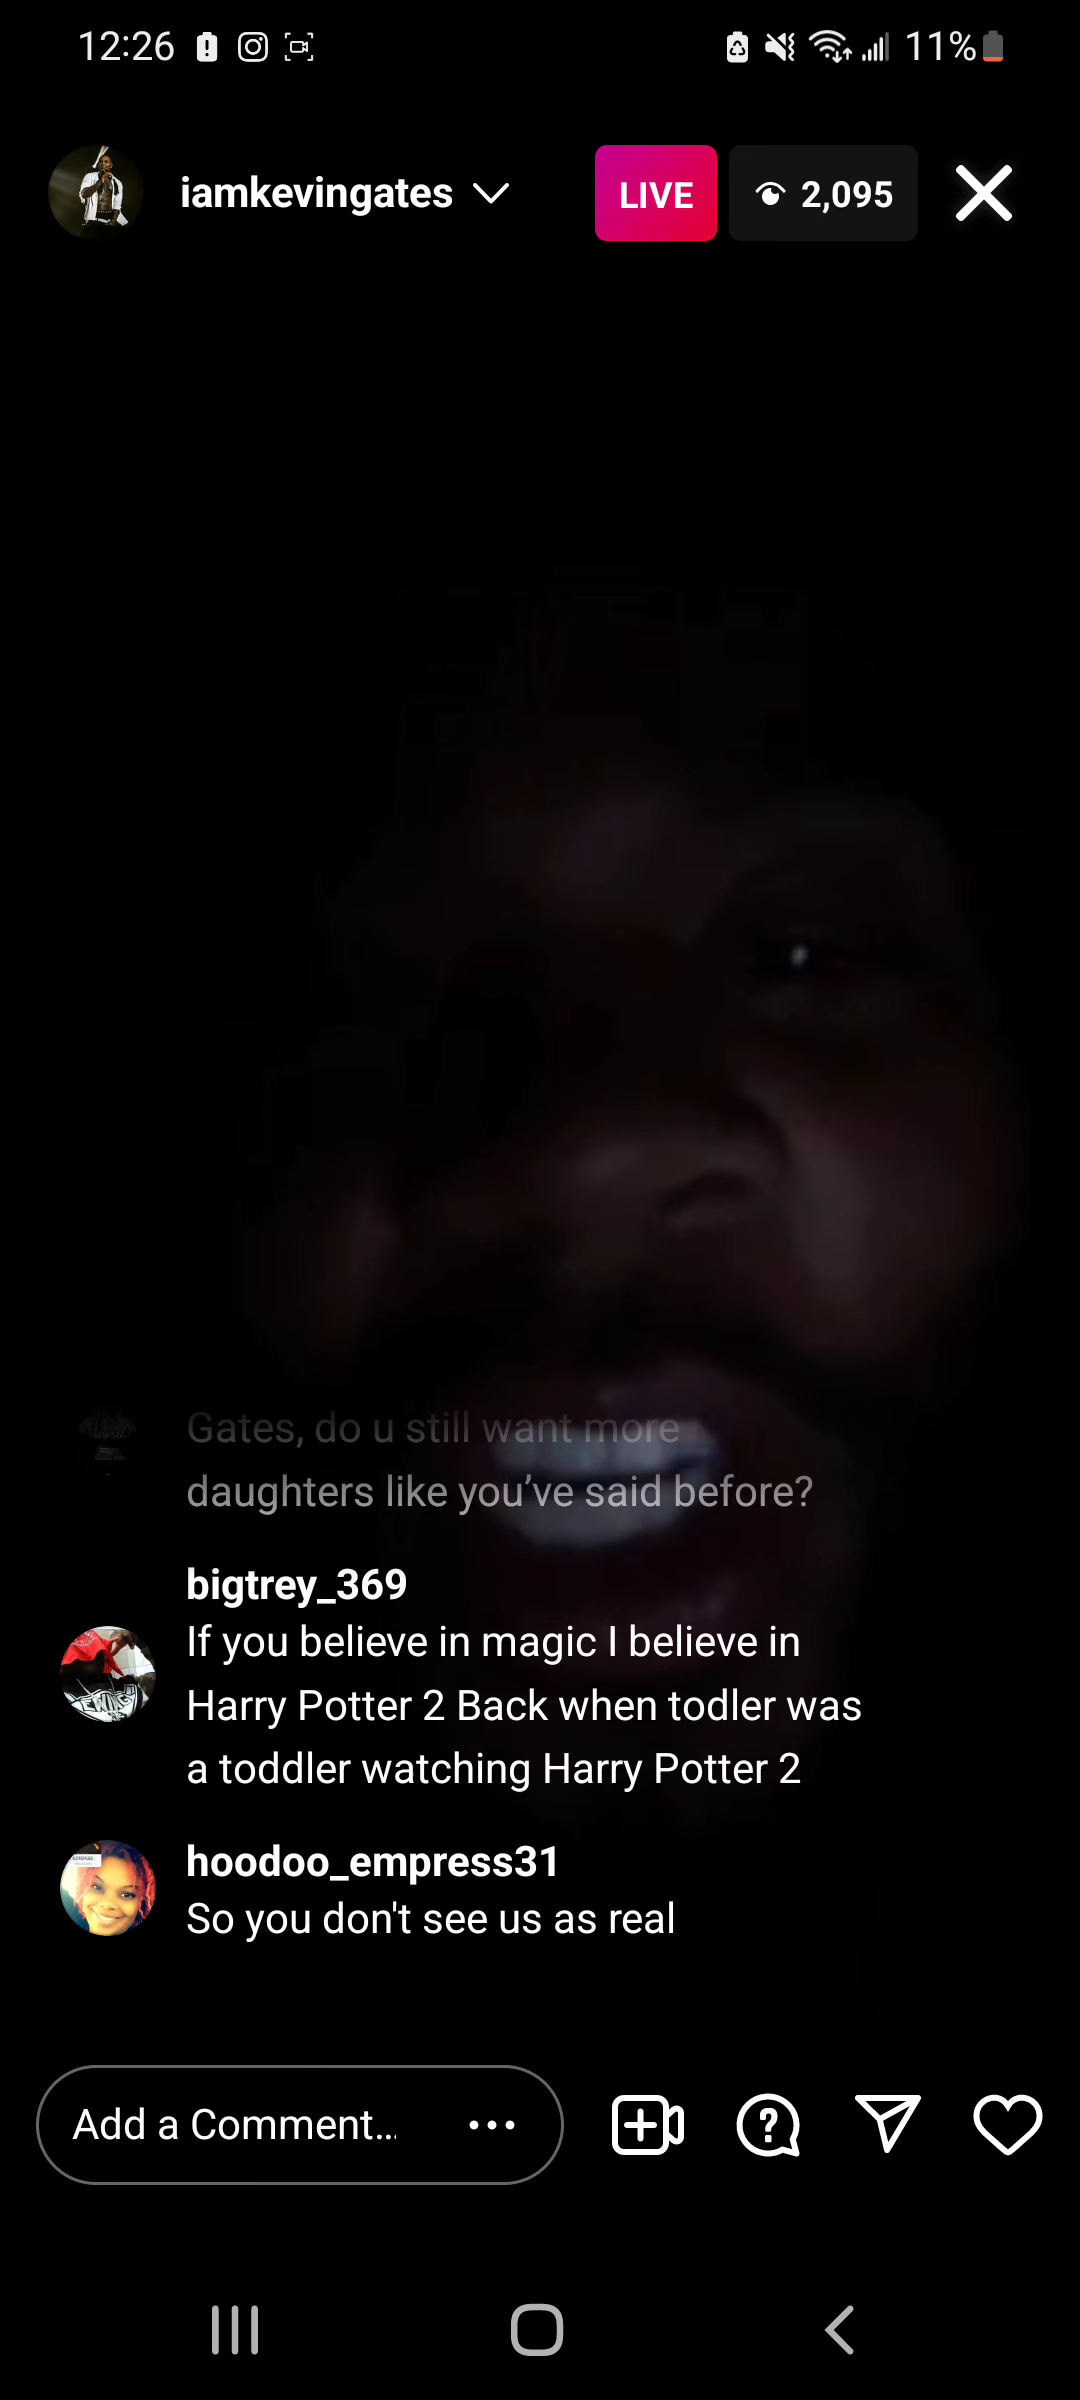 12:26
11%
iamkevingates
LIVE
2,095
Gates, do u still want more
daughters like you’ve said before?
bigtrey_369
If you believe in magic I believe in
Harry Potter 2 Back when todler was
a toddler watching Harry Potter 2
hoodoo_empress31
So you don't see us as real
Add a Comment...